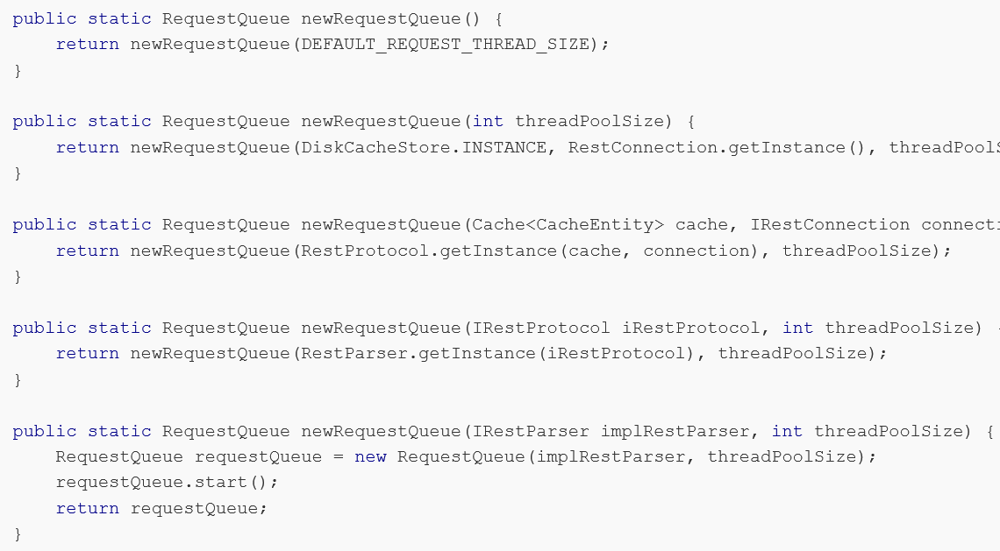 public static RequestQueue newRequestQueue() {
    return newRequestQueue(DEFAULT_REQUEST_THREAD_SIZE);
}

public static RequestQueue newRequestQueue(int threadPoolSize) {
    return newRequestQueue(DiskCacheStore.INSTANCE, RestConnection.getInstance(), threadPoolS
}

public static RequestQueue newRequestQueue(Cache<CacheEntity> cache, IRestConnection connecti
    return newRequestQueue(RestProtocol.getInstance(cache, connection), threadPoolSize);
}

public static RequestQueue newRequestQueue(IRestProtocol iRestProtocol, int threadPoolSize) {
    return newRequestQueue(RestParser.getInstance(iRestProtocol), threadPoolSize);
}

public static RequestQueue newRequestQueue(IRestParser implRestParser, int threadPoolSize) {
    RequestQueue requestQueue = new RequestQueue(implRestParser, threadPoolSize);
    requestQueue.start();
    return requestQueue;
}